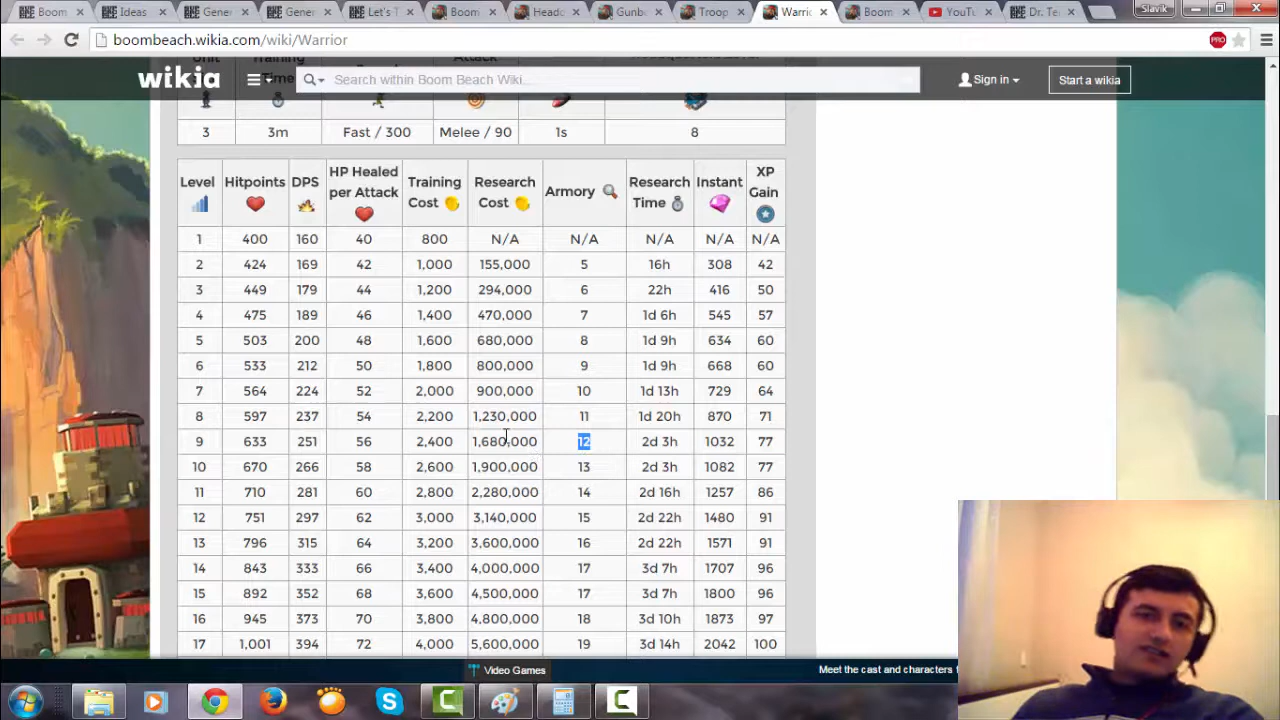 Boom
Ideas
Gener
Gener
Let's T
Boom
Headq
Gunb
Troop
Warri
Boom
YouTu
Dr. Te
Slavik
boombeach.wikia.com/wiki/Warrior
PRO
wikia
Search within Boom Beach Wiki...
Sign in
Start a wikia
Time
3 3m Fast / 300 Melee / 90 1s 8
Level Hitpoints DPS HP Healed per Attack Training Cost Research Cost Armory Research Time Instant XP Gain
1 400 160 40 800 N/A N/A N/A N/A N/A
2 424 169 42 1,000 155,000 5 16h 308 42
3 449 179 44 1,200 294,000 6 22h 416 50
4 475 189 46 1,400 470,000 7 1d 6h 545 57
5 503 200 48 1,600 680,000 8 1d 9h 634 60
6 533 212 50 1,800 800,000 9 1d 9h 668 60
7 564 224 52 2,000 900,000 10 1d 13h 729 64
8 597 237 54 2,200 1,230,000 11 1d 20h 870 71
9 633 251 56 2,400 1,680,000 12 2d 3h 1032 77
10 670 266 58 2,600 1,900,000 13 2d 3h 1082 77
11 710 281 60 2,800 2,280,000 14 2d 16h 1257 86
12 751 297 62 3,000 3,140,000 15 2d 22h 1480 91
13 796 315 64 3,200 3,600,000 16 2d 22h 1571 91
14 843 333 66 3,400 4,000,000 17 3d 7h 1707 96
15 892 352 68 3,600 4,500,000 17 3d 7h 1800 96
16 945 373 70 3,800 4,800,000 18 3d 10h 1873 97
17 1,001 394 72 4,000 5,600,000 19 3d 14h 2042 100
Video Games
Meet the cast and characters f